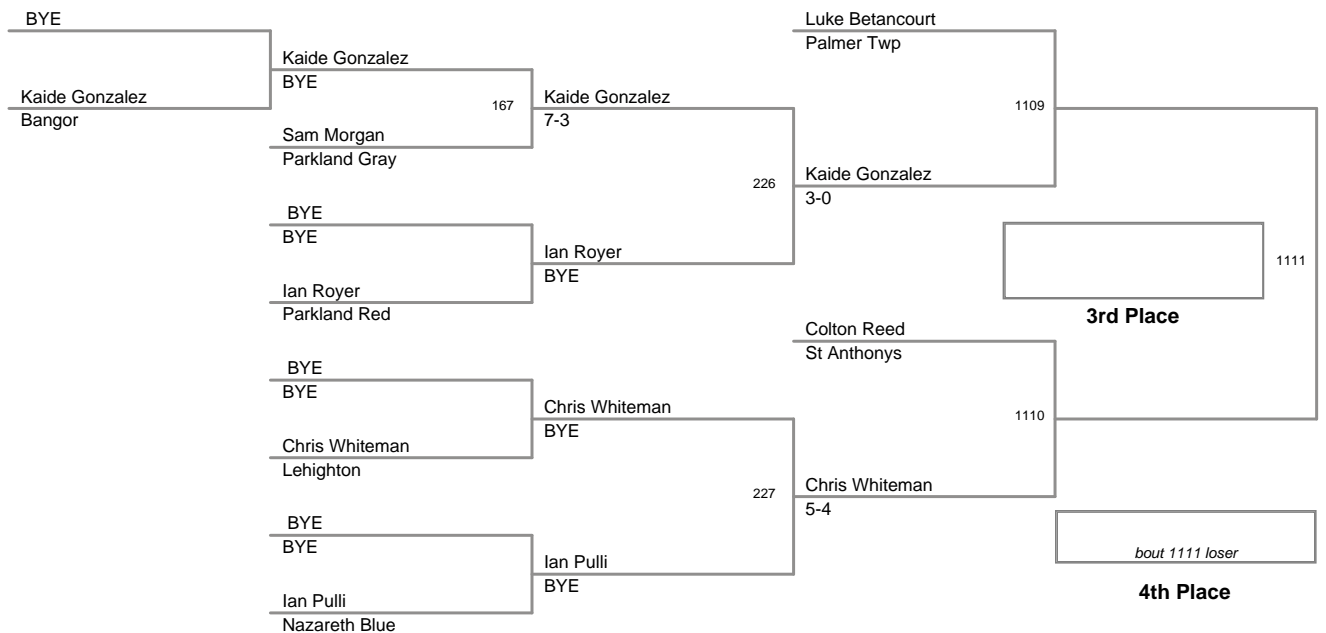 BYE
Luke Betancourt
Palmer Twp
Kaide Gonzalez
BYE
Kaide Gonzalez
Bangor
167
Kaide Gonzalez
7-3
1109
Sam Morgan
Parkland Gray
226
Kaide Gonzalez
3-0
BYE
BYE
Ian Royer
BYE
1111
Ian Royer
Parkland Red
3rd Place
Colton Reed
St Anthonys
BYE
BYE
Chris Whiteman
BYE
1110
Chris Whiteman
Lehighton
227
Chris Whiteman
5-4
BYE
BYE
bout 1111 loser
Ian Pulli
BYE
4th Place
Ian Pulli
Nazareth Blue